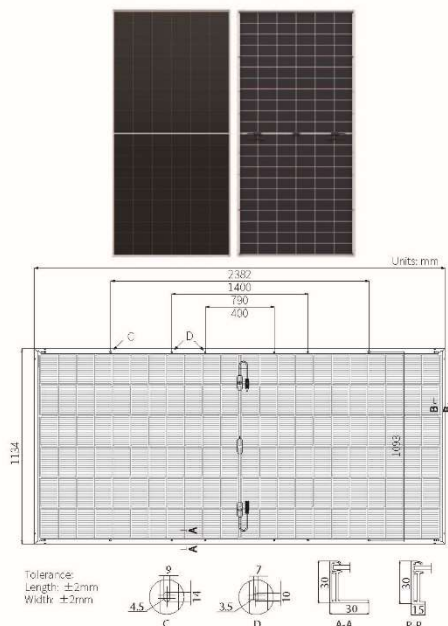 Units: mm
2382
1400
790
400
C
D
1134
1093
B
B
A
A
Tolerance:
Length: ±2mm
Width: ±2mm
9
14
4.5
C
7
10
3.5
D
30
30
A-A
30
15
B-B